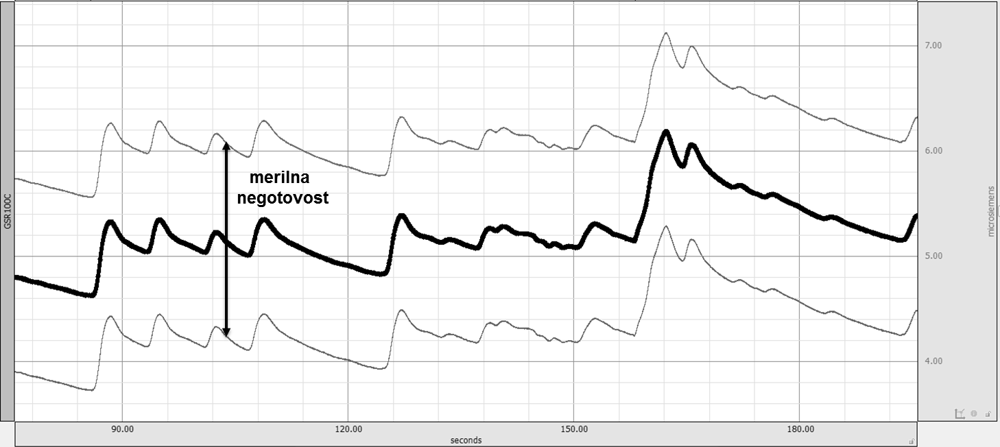 GSR100C
merilna
negotovost
7.00
6.00
5.00
4.00
microsiemens
90.00
120.00
150.00
180.00
seconds